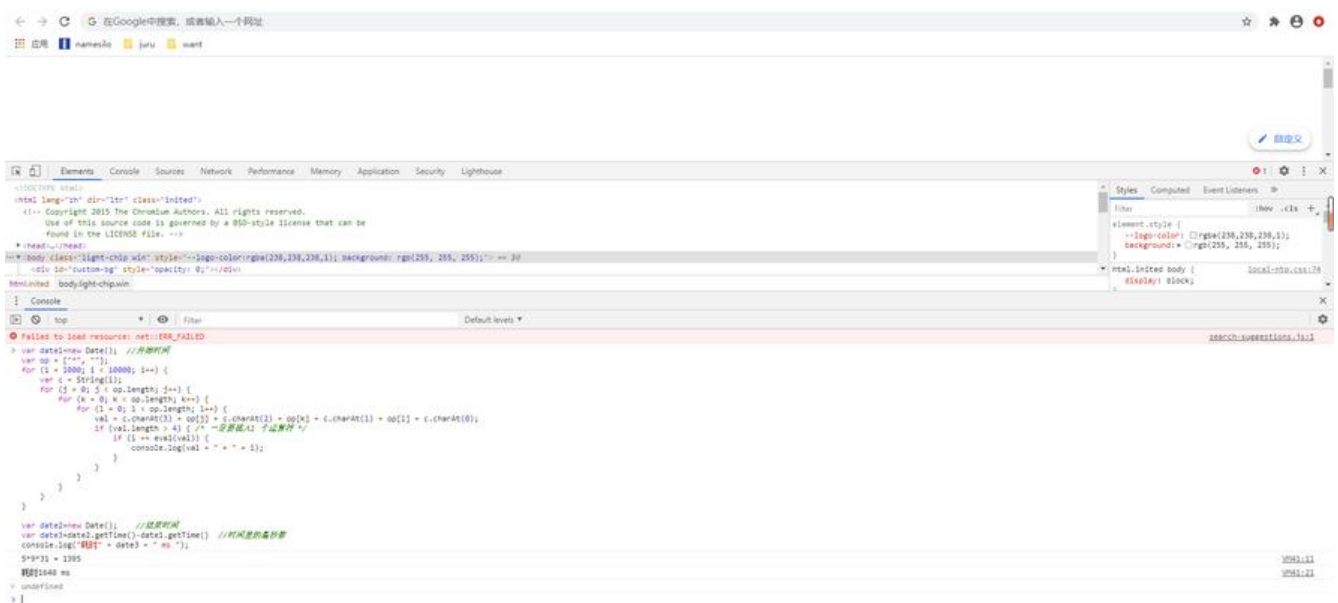 在Google中搜索，或者输入一个网址
应用 namesilo juru want
自定义
Elements Console Sources Network Performance Memory Application Security Lighthouse 1
<!DOCTYPE html>
<html lang="zh" dir="ltr" class="inited">
<!-- Copyright 2015 The Chromium Authors. All rights reserved.
Use of this source code is governed by a BSD-style license that can be
found in the LICENSE file. -->
<head>…</head>
<body class="light-chip win" style="--logo-color:rgba(238,238,238,1); background: rgb(255, 255, 255);"> == $0
<div id="custom-bg" style="opacity: 0;"></div>
html.inited body.light-chip.win
Styles Computed Event Listeners
Filter :hov .cls +
element.style {
--logo-color: rgba(238,238,238,1);
background: rgb(255, 255, 255);
}
html.inited body { local-ntp.css:74
display: block;
Console
top Filter Default levels
Failed to load resource: net::ERR_FAILED search-suggestions.js:1
> var date1=new Date(); //开始时间
var op = ["*", ""];
for (i = 1000; i < 10000; i++) {
var c = String(i);
for (j = 0; j < op.length; j++) {
for (k = 0; k < op.length; k++) {
for (l = 0; l < op.length; l++) {
val = c.charAt(3) + op[j] + c.charAt(2) + op[k] + c.charAt(1) + op[l] + c.charAt(0);
if (val.length > 4) { /* 一定要插入1 个运算符 */
if (i == eval(val)) {
console.log(val + " = " + i);
}
}
}
}
}
}
var date2=new Date(); //结束时间
var date3=date2.getTime()-date1.getTime() //时间差的毫秒数
console.log("耗时" + date3 + " ms ");
5*9*31 = 1395 VM41:11
耗时1640 ms VM41:21
undefined